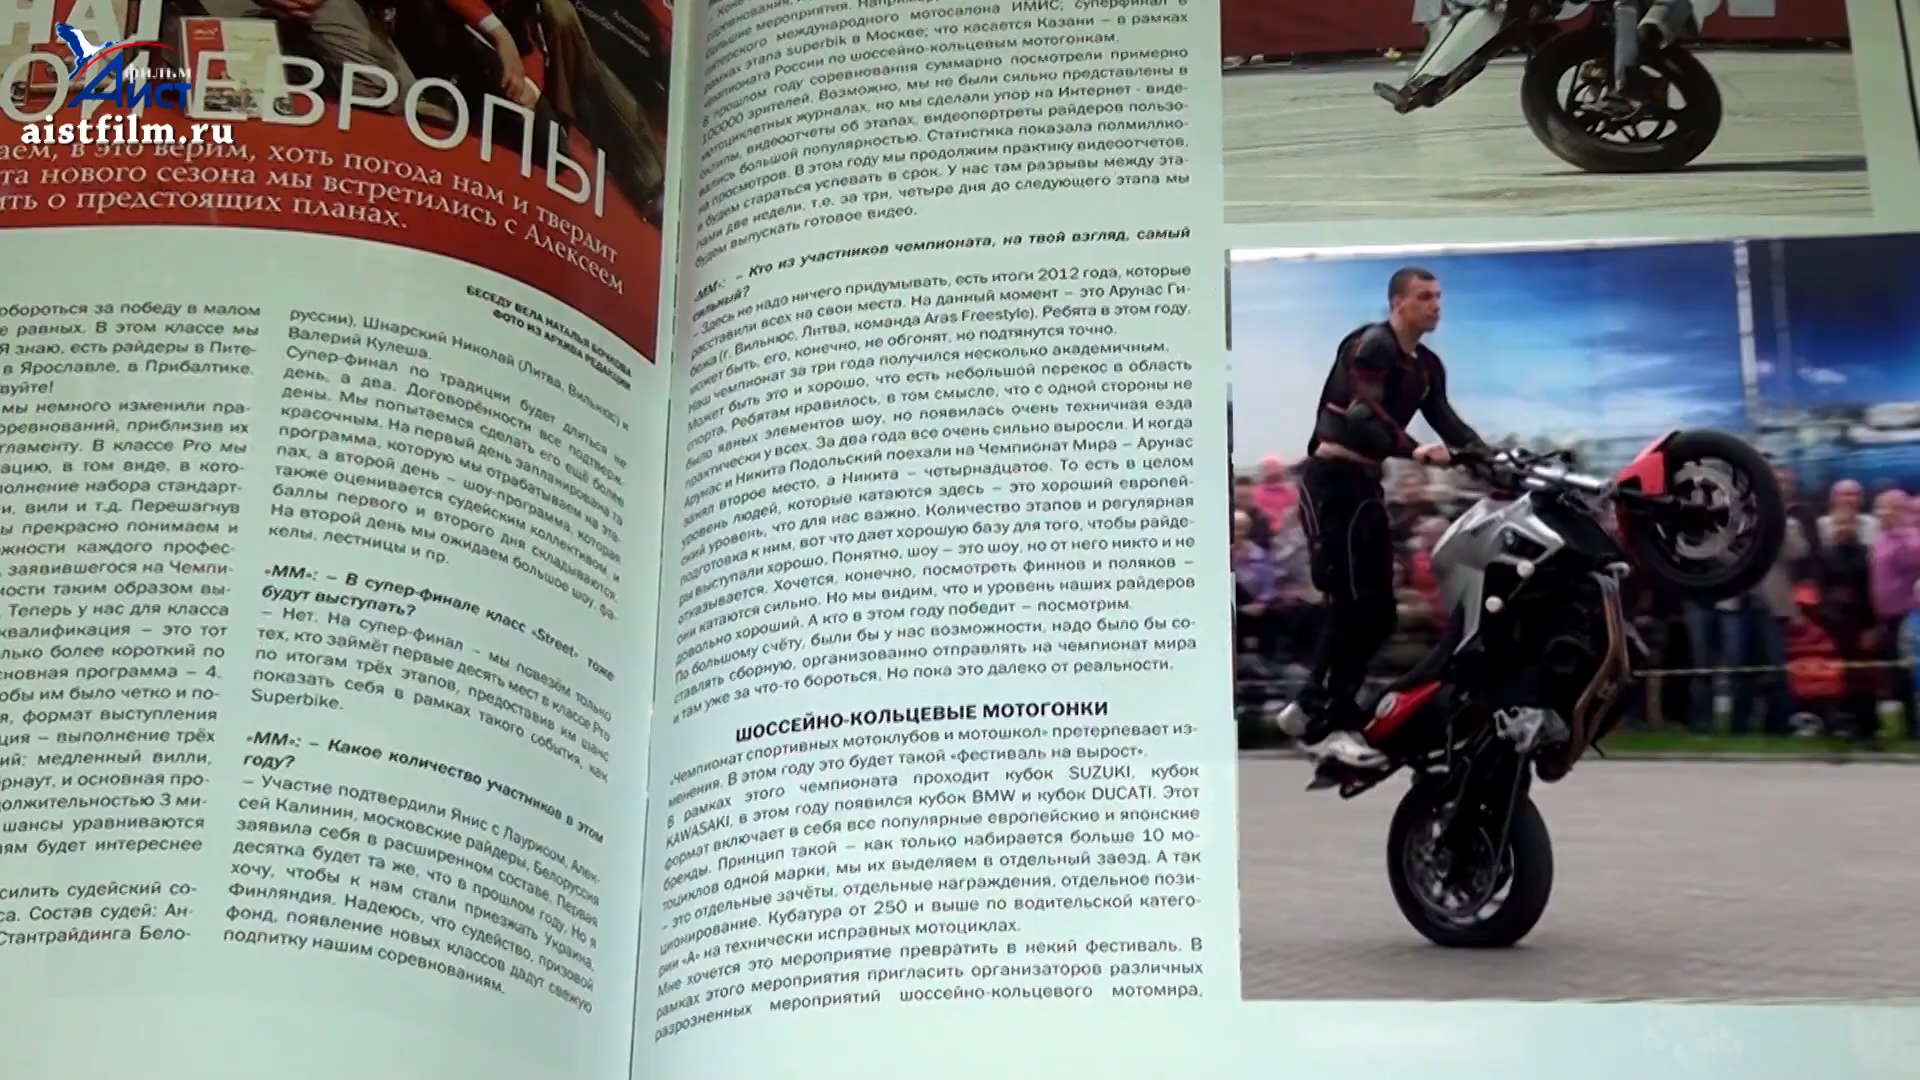 фильм
Аист
aistfilm.ru
ЕВРОПЫ
аем, в это верим, хоть погода нам и твердит
та нового сезона мы встретились с Алексеем
ить о предстоящих планах.
БЕСЕДУ ВЕЛА НАТАЛЬЯ БОЧКОВА
ФОТО ИЗ АРХИВА РЕДАКЦИИ
обороться за победу в малом
е равных. В этом классе мы
Я знаю, есть райдеры в Пите-
в Ярославле, в Прибалтике.
вуйте!
мы немного изменили пра-
оревнований, приблизив их
гламенту. В классе Pro мы
ацию, в том виде, в кото-
полнение набора стандарт-
и, вили и т.д. Перешагнув
ы прекрасно понимаем и
ожности каждого профес-
, заявившегося на Чемпи-
мости таким образом вы-
. Теперь у нас для класса
квалификация – это тот
лько более короткий по
сновная программа – 4.
обы им было четко и по-
я, формат выступления
ция – выполнение трёх
ий: медленный вилли,
рнаут, и основная про-
должительностью 3 ми-
шансы уравниваются
ям будет интереснее
силить судейский со-
са. Состав судей: Ан-
Стантрайдинга Бело-
руссии), Шнарский Николай (Литва, Вильнюс) и
Валерий Кулеша.
Супер-финал по традиции будет длиться не
день, а два. Договорённости все подтверж-
дены. Мы попытаемся сделать его ещё более
красочным. На первый день запланирована та
программа, которую мы отрабатываем на эта-
пах, а второй день – шоу-программа, которая
также оценивается судейским коллективом, и
баллы первого и второго дня складываются.
На второй день мы ожидаем большое шоу, фа-
келы, лестницы и пр.
«ММ»: – В супер-финале класс «Street» тоже
будут выступать?
– Нет. На супер-финал – мы повезём только
тех, кто займёт первые десять мест в классе Pro
по итогам трёх этапов, предоставив им шанс
показать себя в рамках такого события, как
Superbike.
«ММ»: – Какое количество участников в этом
году?
– Участие подтвердили Янис с Лаурисом, Алек-
сей Калинин, московские райдеры, Белоруссия
заявила себя в расширенном составе. Первая
десятка будет та же, что в прошлом году. Но я
хочу, чтобы к нам стали приезжать Украина,
Финляндия. Надеюсь, что судейство, призовой
фонд, появление новых классов дадут свежую
подпитку нашим соревнованиям.
большие мероприятия. Например
питерского международного мотосалона ИМИС; суперфинал в
рамках этапа superbik в Москве; что касается Казани – в рамках
чемпионата России по шоссейно-кольцевым мотогонкам.
В прошлом году соревнования суммарно посмотрели примерно
100000 зрителей. Возможно, мы не были сильно представлены в
мотоциклетных журналах, но мы сделали упор на Интернет - виде-
оклипы, видеоотчеты об этапах, видеопортреты райдеров пользо-
вались большой популярностью. Статистика показала полмиллио-
на просмотров. В этом году мы продолжим практику видеоотчетов,
и будем стараться успевать в срок. У нас там разрывы между эта-
пами две недели, т.е. за три, четыре дня до следующего этапа мы
будем выпускать готовое видео.
«ММ»: – Кто из участников чемпионата, на твой взгляд, самый
сильный?
– Здесь не надо ничего придумывать, есть итоги 2012 года, которые
расставили всех на свои места. На данный момент – это Арунас Ги-
бежа (г. Вильнюс, Литва, команда Aras Freestyle). Ребята в этом году,
может быть, его, конечно, не обгонят, но подтянутся точно.
Наш чемпионат за три года получился несколько академичным.
Может быть это и хорошо, что есть небольшой перекос в область
спорта. Ребятам нравилось, в том смысле, что с одной стороны не
было явных элементов шоу, но появилась очень техничная езда
практически у всех. За два года все очень сильно выросли. И когда
Арунас и Никита Подольский поехали на Чемпионат Мира – Арунас
занял второе место, а Никита – четырнадцатое. То есть в целом
уровень людей, которые катаются здесь – это хороший европей-
ский уровень, что для нас важно. Количество этапов и регулярная
подготовка к ним, вот что дает хорошую базу для того, чтобы райде-
ры выступали хорошо. Понятно, шоу – это шоу, но от него никто и не
отказывается. Хочется, конечно, посмотреть финнов и поляков –
они катаются сильно. Но мы видим, что и уровень наших райдеров
довольно хороший. А кто в этом году победит – посмотрим.
По большому счёту, были бы у нас возможности, надо было бы со-
ставлять сборную, организованно отправлять на чемпионат мира
и там уже за что-то бороться. Но пока это далеко от реальности.
ШОССЕЙНО-КОЛЬЦЕВЫЕ МОТОГОНКИ
«Чемпионат спортивных мотоклубов и мотошкол» претерпевает из-
менения. В этом году это будет такой «фестиваль на вырост».
В рамках этого чемпионата проходит кубок SUZUKI, кубок
KAWASAKI, в этом году появился кубок BMW и кубок DUCATI. Этот
формат включает в себя все популярные европейские и японские
бренды. Принцип такой – как только набирается больше 10 мо-
тоциклов одной марки, мы их выделяем в отдельный заезд. А так
– это отдельные зачёты, отдельные награждения, отдельное пози-
ционирование. Кубатура от 250 и выше по водительской катего-
рии «А» на технически исправных мотоциклах.
Мне хочется это мероприятие превратить в некий фестиваль. В
рамках этого мероприятия пригласить организаторов различных
разрозненных мероприятий шоссейно-кольцевого мотомира,